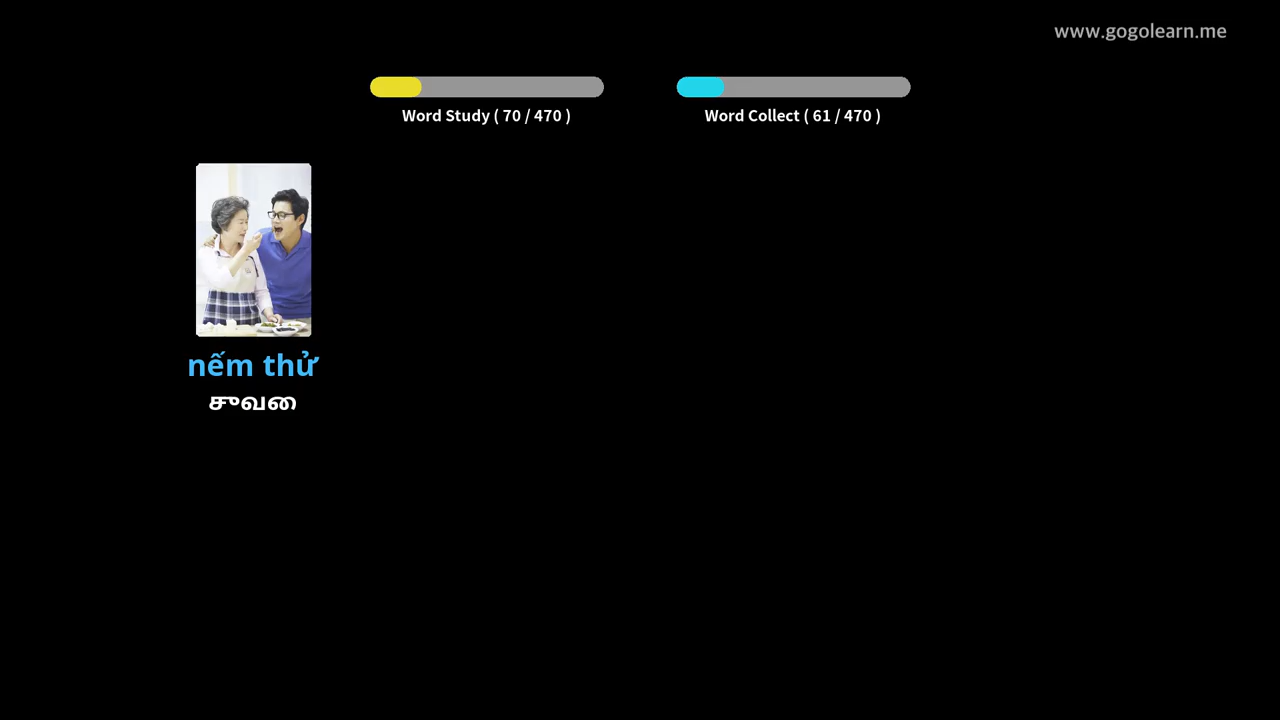 www.gogolearn.me
Word Study ( 70 / 470 )
Word Collect ( 61 / 470 )
nếm thử
சுவை